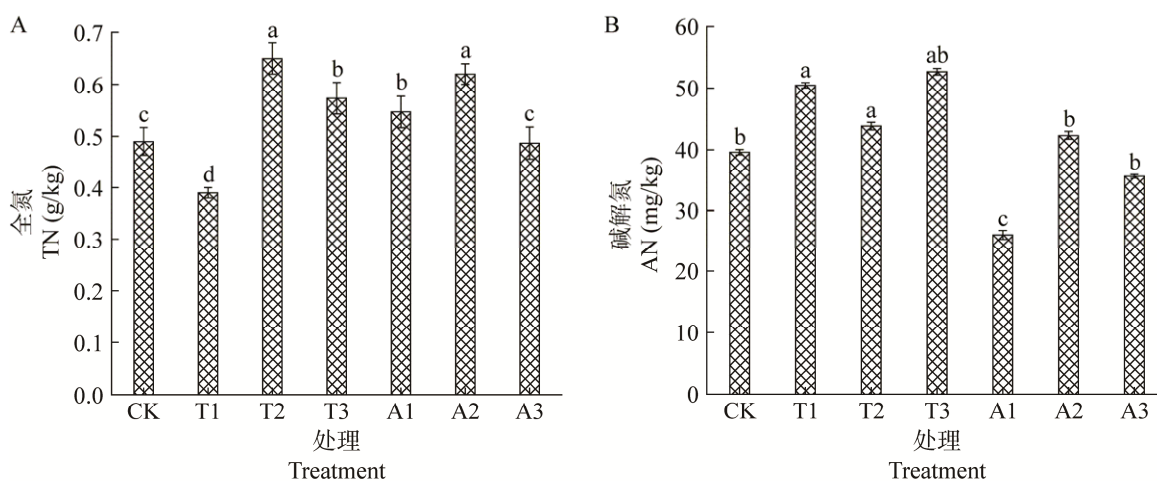 A
0.7
0.6
0.5
0.4
0.3
0.2
0.1
0.0
全氮
TN (g/kg)
c
d
a
b
b
a
c
CK T1 T2 T3 A1 A2 A3
处理
Treatment
B
60
50
40
30
20
10
0
碱解氮
AN (mg/kg)
b
a
a
ab
c
b
b
CK T1 T2 T3 A1 A2 A3
处理
Treatment